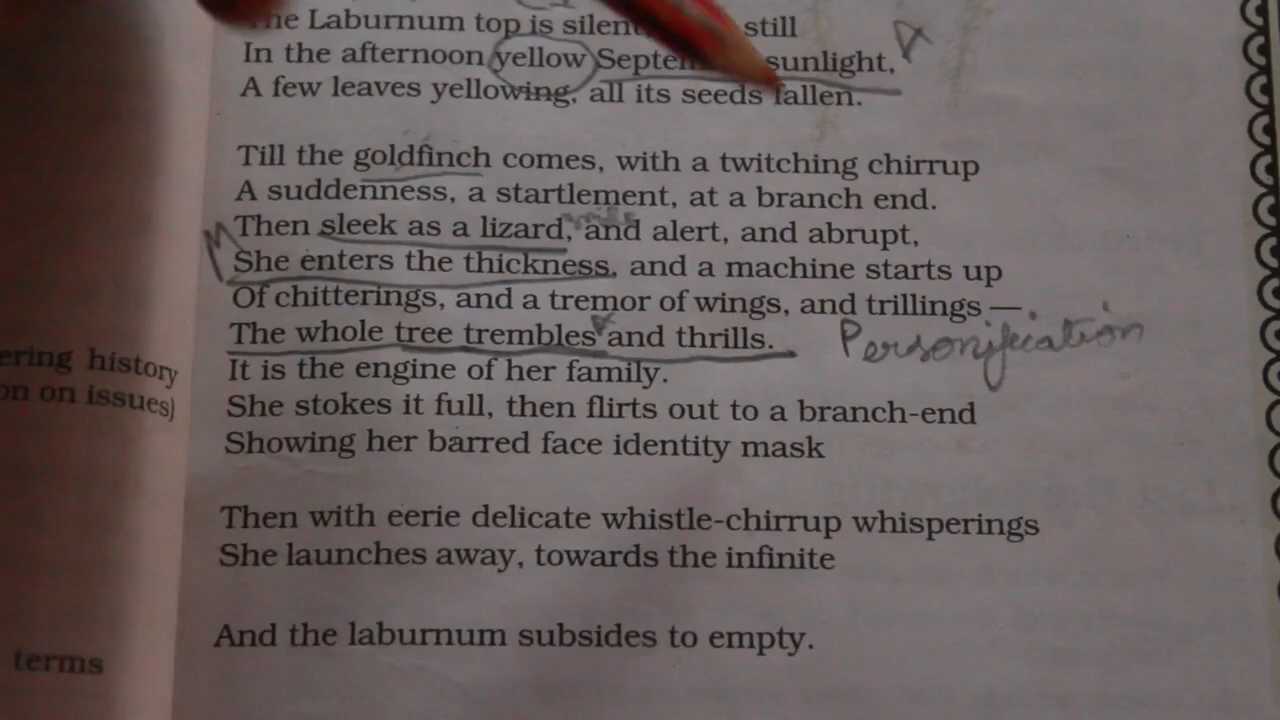 The Laburnum top is silent still
In the afternoon yellow September sunlight,
A few leaves yellowing, all its seeds fallen.
Till the goldfinch comes, with a twitching chirrup
A suddenness, a startlement, at a branch end.
Then sleek as a lizard, and alert, and abrupt,
She enters the thickness, and a machine starts up
Of chitterings, and a tremor of wings, and trillings —
The whole tree trembles and thrills. Personification
It is the engine of her family.
She stokes it full, then flirts out to a branch-end
Showing her barred face identity mask
Then with eerie delicate whistle-chirrup whisperings
She launches away, towards the infinite
And the laburnum subsides to empty.
ering history
on on issues)
terms